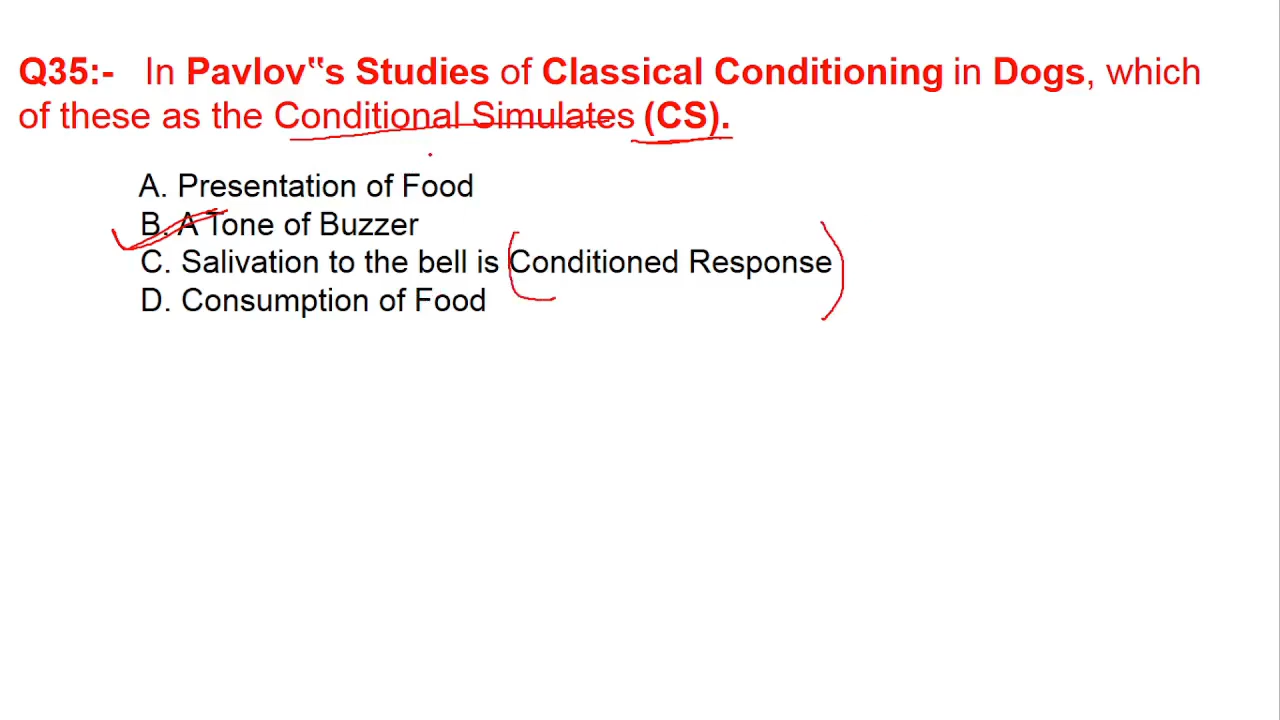 Q35:- In Pavlov‟s Studies of Classical Conditioning in Dogs, which
of these as the Conditional Simulates (CS).
A. Presentation of Food
B. A Tone of Buzzer
C. Salivation to the bell is Conditioned Response
D. Consumption of Food